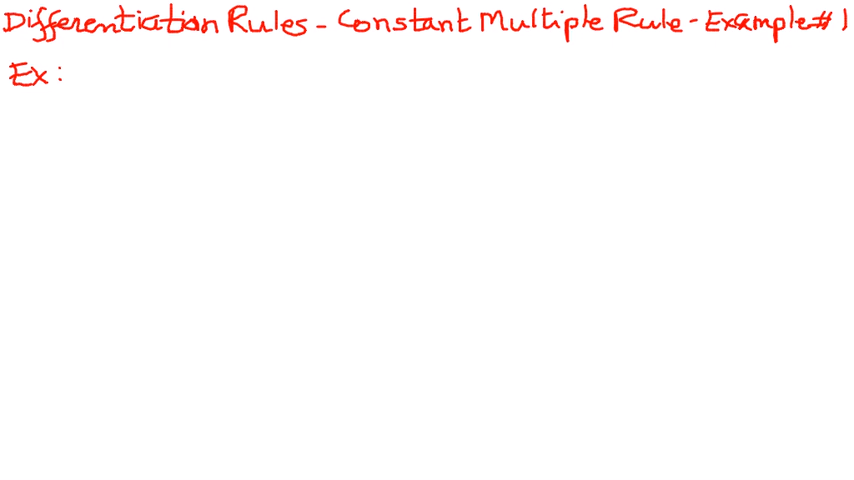 Differentiation Rules - Constant Multiple Rule - Example # 1
Ex :